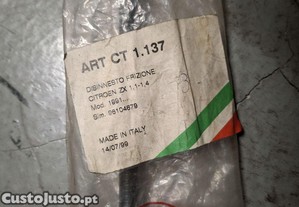 ART CT 1.137
DISINNESTO FRIZIONE
CITROEN ZX 1.1-1.4
Mod. 1991...
Sim. 96104679
MADE IN ITALY
14/07/99
CustoJusto.pt